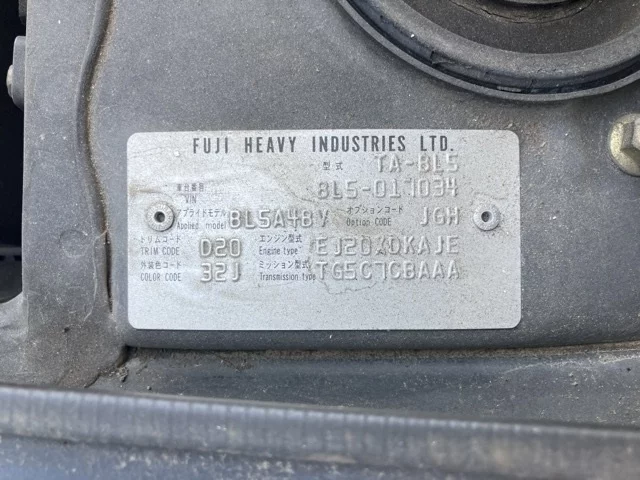 FUJI HEAVY INDUSTRIES LTD.
型式 TA-BL5
車台番号 VIN BL5-017034
アプライドモデル Applied model BL5A48V オプションコード Option CODE JGH
トリムコード TRIM CODE D20 エンジン型式 Engine type EJ20XDKAJE
外装色コード COLOR CODE 32J ミッション型式 Transmission type TG5C7CBAAA